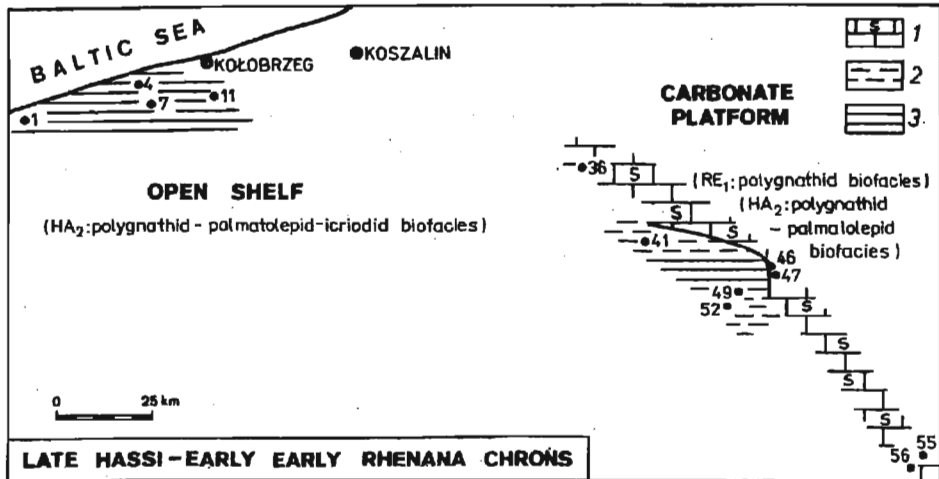 BALTIC SEA
KOŁOBRZEG
KOSZALIN
4
7
11
1
S 1
2
3
CARBONATE
PLATFORM
36
S
(RE1: polygnathid biofacies)
(HA2: polygnathid
- palmatolepid
biofacies)
OPEN SHELF
(HA2: polygnathid - palmatolepid-icriodid biofacies)
S
S
41
46
47
49
52
S
S
S
S
0 25 km
55
56
LATE HASSI-EARLY EARLY RHENANA CHRONS